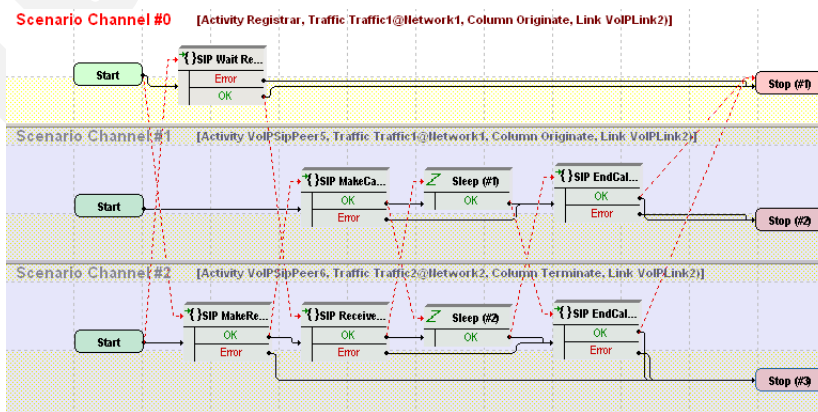 Scenario Channel #0 [Activity Registrar, Traffic Traffic1@Network1, Column Originate, Link VoIPLink2)]
{}SIP Wait Re...
Error
OK
Start
Stop (#1)
Scenario Channel #1 [Activity VoIPSipPeer5, Traffic Traffic1@Network1, Column Originate, Link VoIPLink2)]
{}SIP MakeCa...
OK
Error
Sleep (#1)
OK
{}SIP EndCal...
OK
Error
Start
Stop (#2)
Scenario Channel #2 [Activity VoIPSipPeer6, Traffic Traffic2@Network2, Column Terminate, Link VoIPLink2)]
{}SIP MakeRe...
OK
Error
{}SIP Receive...
OK
Error
Sleep (#2)
OK
{}SIP EndCal...
OK
Error
Start
Stop (#3)